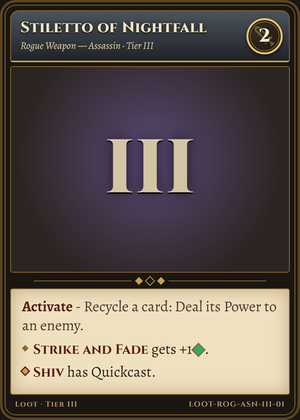 Stiletto of Nightfall
Rogue Weapon — Assassin · Tier III
2
III
Activate - Recycle a card: Deal its Power to
an enemy.
Strike and Fade gets +1.
Shiv has Quickcast.
Loot · Tier III
LOOT-ROG-ASN-III-01